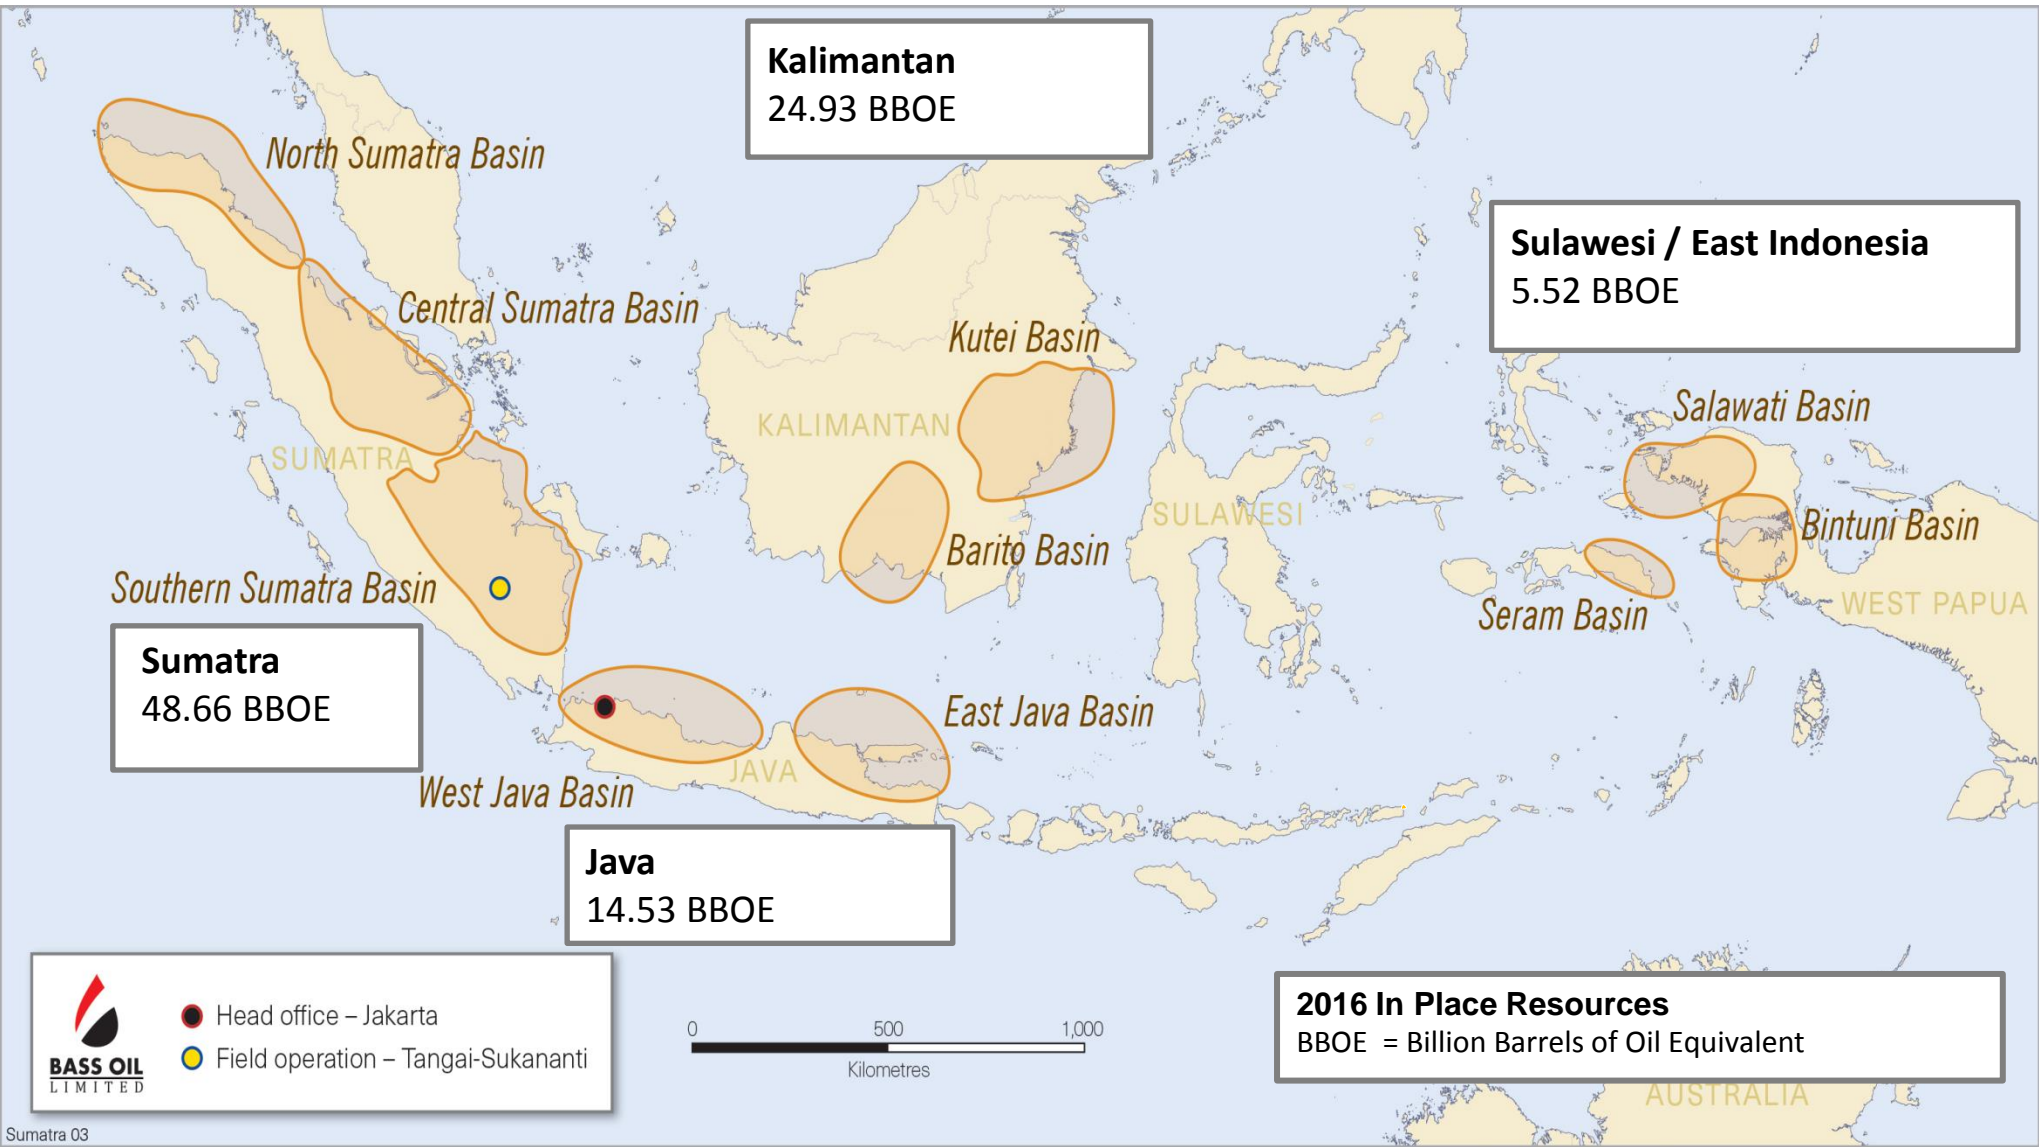 Kalimantan
24.93 BBOE
North Sumatra Basin
Sulawesi / East Indonesia
5.52 BBOE
Central Sumatra Basin
Kutei Basin
Salawati Basin
KALIMANTAN
SUMATRA
SULAWESI
Bintuni Basin
Barito Basin
Southern Sumatra Basin
Seram Basin
WEST PAPUA
Sumatra
48.66 BBOE
East Java Basin
JAVA
West Java Basin
Java
14.53 BBOE
BASS OIL
LIMITED
Head office – Jakarta
Field operation – Tangai-Sukananti
0 500 1,000
Kilometres
2016 In Place Resources
BBOE = Billion Barrels of Oil Equivalent
AUSTRALIA
Sumatra 03